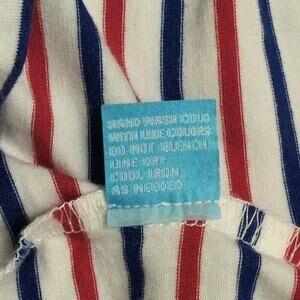 HAND WASH COLD
WITH LIKE COLORS
DO NOT BLEACH
LINE DRY
COOL IRON
AS NEEDED